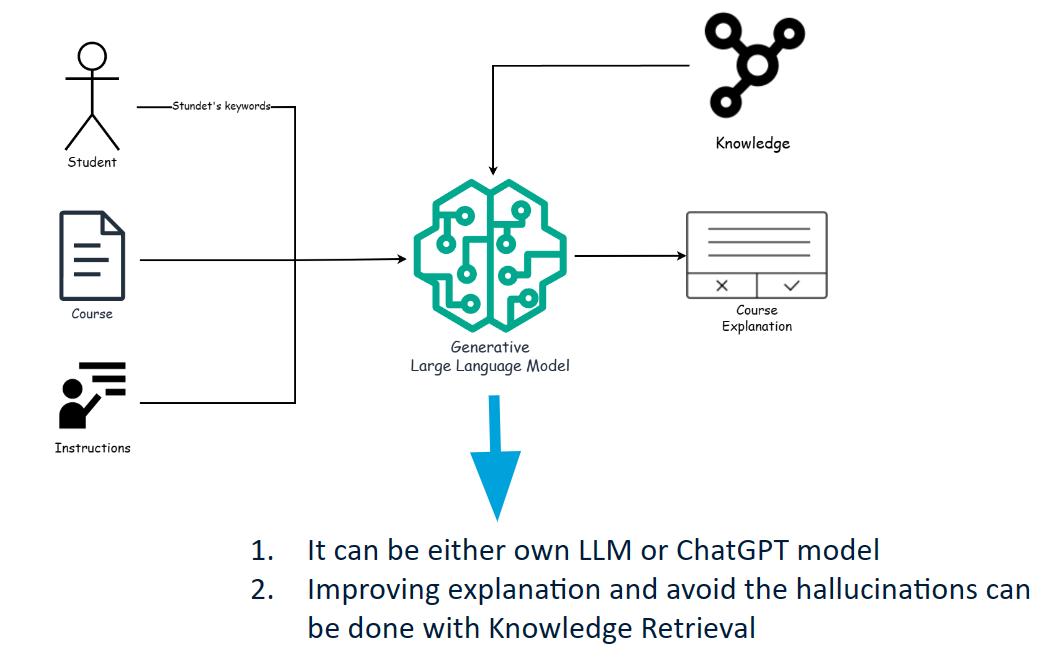 Stundet's keywords
Student
Knowledge
Course
Generative
Large Language Model
Course
Explanation
Instructions
1. It can be either own LLM or ChatGPT model
2. Improving explanation and avoid the hallucinations can
be done with Knowledge Retrieval